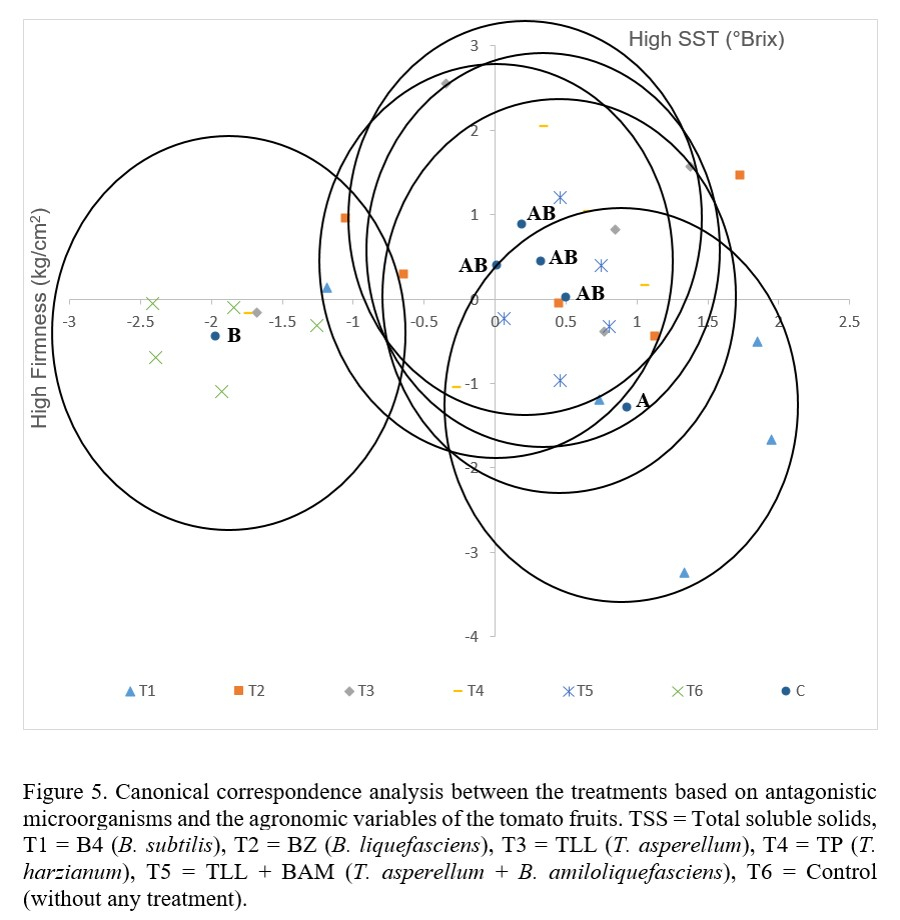 High SST (°Brix)
High Firmness (kg/cm²)
3
2
1
0
-1
-2
-3
-4
-3 -2.5 -2 -1.5 -1 -0.5 0.5 1 1.5 2 2.5
AB
AB
AB
AB
B
A
T1 T2 T3 T4 T5 T6 C
Figure 5. Canonical correspondence analysis between the treatments based on antagonistic
microorganisms and the agronomic variables of the tomato fruits. TSS = Total soluble solids,
T1 = B4 (B. subtilis), T2 = BZ (B. liquefasciens), T3 = TLL (T. asperellum), T4 = TP (T.
harzianum), T5 = TLL + BAM (T. asperellum + B. amiloliquefasciens), T6 = Control
(without any treatment).